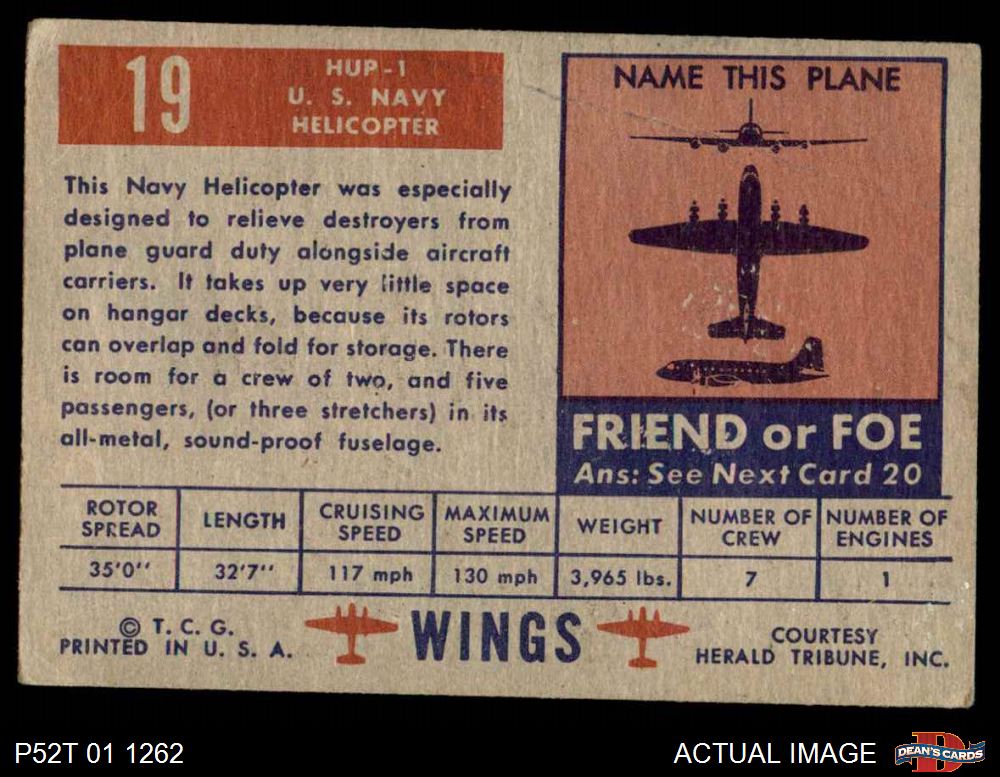 19
HUP-1
U. S. NAVY
HELICOPTER
This Navy Helicopter was especially
designed to relieve destroyers from
plane guard duty alongside aircraft
carriers. It takes up very little space
on hangar decks, because its rotors
can overlap and fold for storage. There
is room for a crew of two, and five
passengers, (or three stretchers) in its
all-metal, sound-proof fuselage.
NAME THIS PLANE
FRIEND or FOE
Ans: See Next Card 20
ROTOR SPREAD LENGTH CRUISING SPEED MAXIMUM SPEED WEIGHT NUMBER OF CREW NUMBER OF ENGINES
35'0'' 32'7'' 117 mph 130 mph 3,965 lbs. 7 1
© T. C. G.
PRINTED IN U. S. A.
WINGS
COURTESY
HERALD TRIBUNE, INC.
P52T 01 1262
ACTUAL IMAGE
D
DEAN'S CARDS